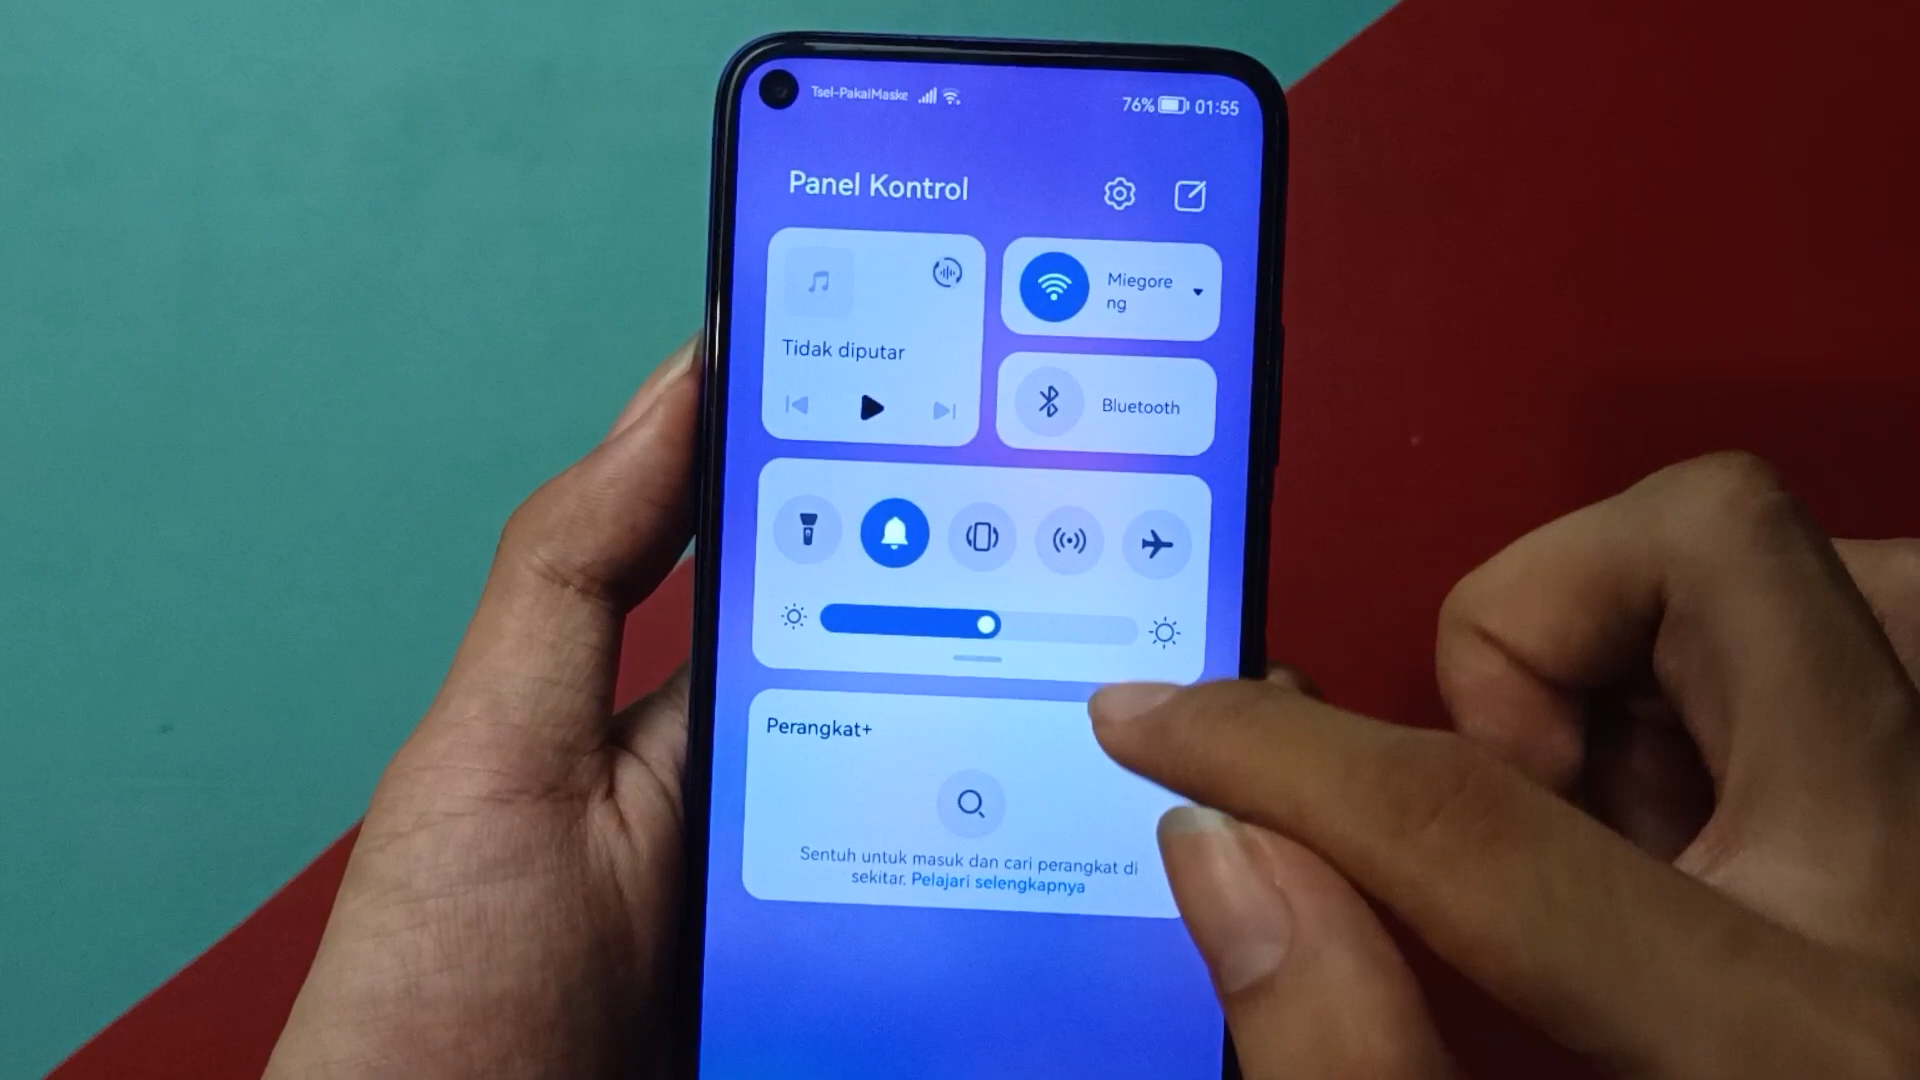 Tsel-PakaiMaske
76% 01:55
Panel Kontrol
Tidak diputar
Miegore
ng
Bluetooth
Perangkat+
Sentuh untuk masuk dan cari perangkat di
sekitar. Pelajari selengkapnya